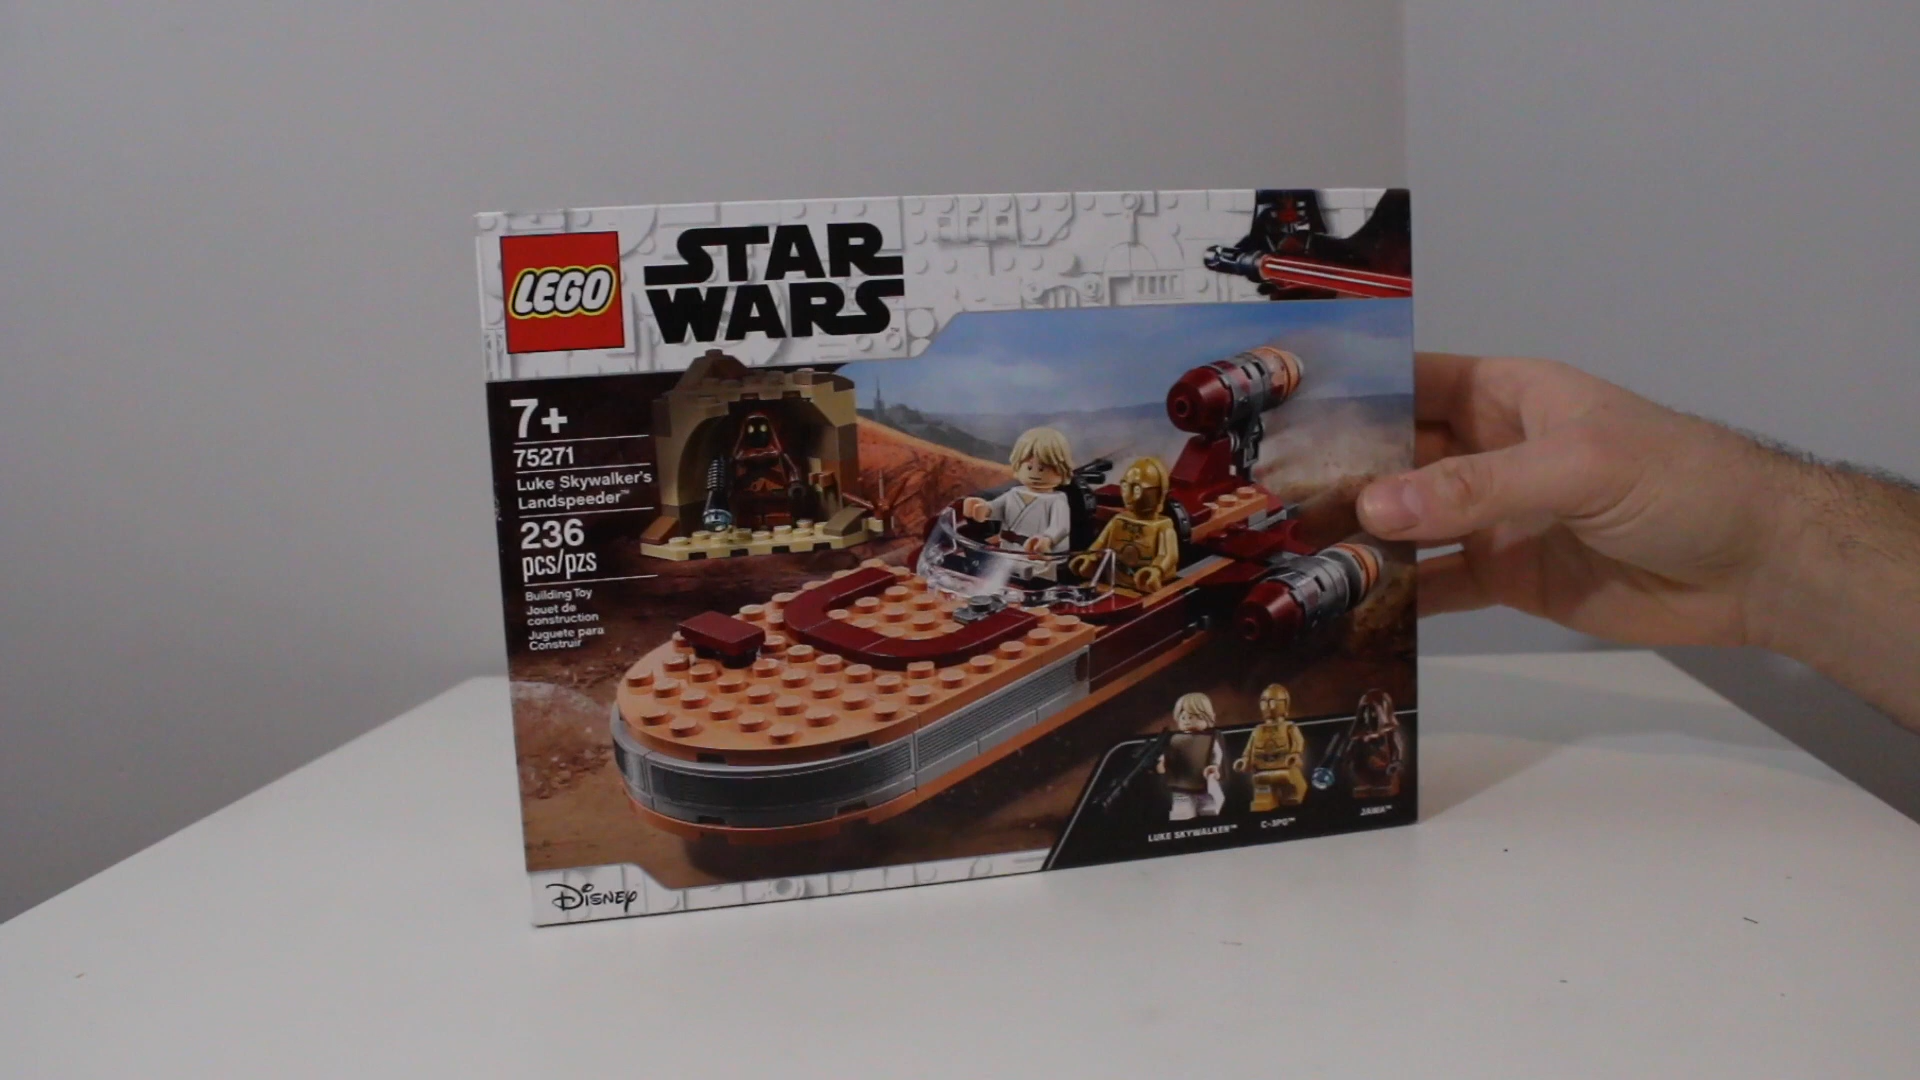 LEGO
STAR
WARS™
7+
75271
Luke Skywalker's
Landspeeder™
236
pcs/pzs
Building Toy
Jouet de
construction
Juguete para
Construir
LUKE SKYWALKER™
C-3PO™
JAWA™
Disney